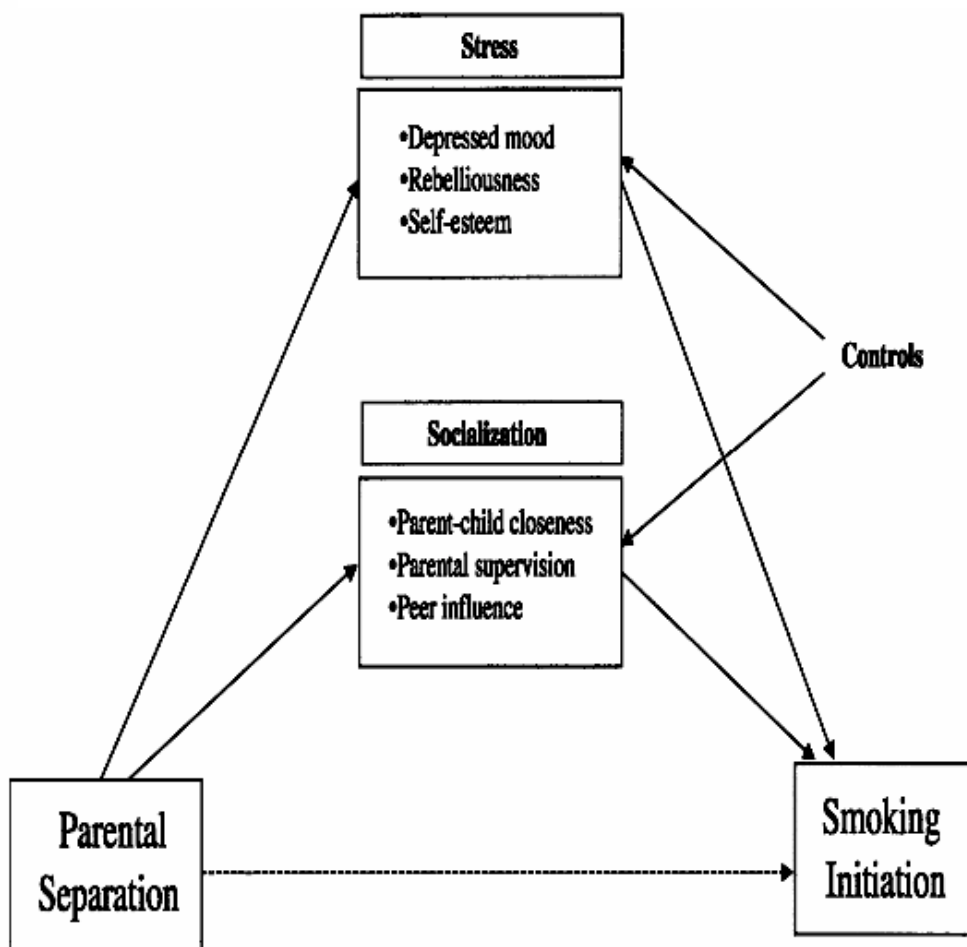 Stress
•Depressed mood
•Rebelliousness
•Self-esteem
Controls
Socialization
•Parent-child closeness
•Parental supervision
•Peer influence
Parental
Separation
Smoking
Initiation